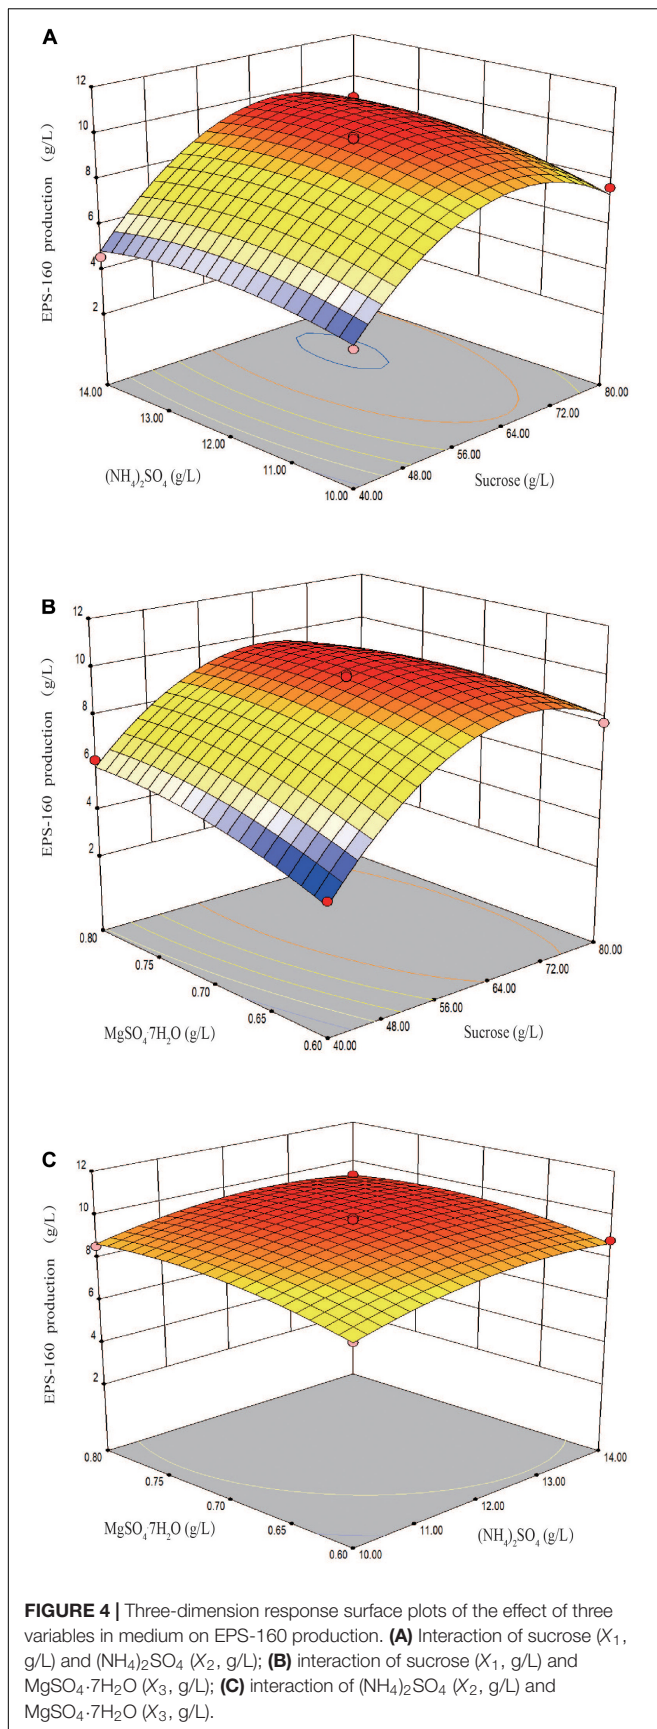 A
12
10
8
6
4
2
EPS-160 production （g/L）
14.00
13.00
12.00
11.00
10.00
(NH4)2SO4 (g/L)
40.00
48.00
56.00
64.00
72.00
80.00
Sucrose (g/L)
B
12
10
8
6
4
2
EPS-160 production （g/L）
0.80
0.75
0.70
0.65
0.60
MgSO4·7H2O (g/L)
40.00
48.00
56.00
64.00
72.00
80.00
Sucrose (g/L)
C
12
10
8
6
4
2
EPS-160 production （g/L）
0.80
0.75
0.70
0.65
0.60
MgSO4·7H2O (g/L)
10.00
11.00
12.00
13.00
14.00
(NH4)2SO4 (g/L)
FIGURE 4 | Three-dimension response surface plots of the effect of three
variables in medium on EPS-160 production. (A) Interaction of sucrose (X1,
g/L) and (NH4)2SO4 (X2, g/L); (B) interaction of sucrose (X1, g/L) and
MgSO4·7H2O (X3, g/L); (C) interaction of (NH4)2SO4 (X2, g/L) and
MgSO4·7H2O (X3, g/L).